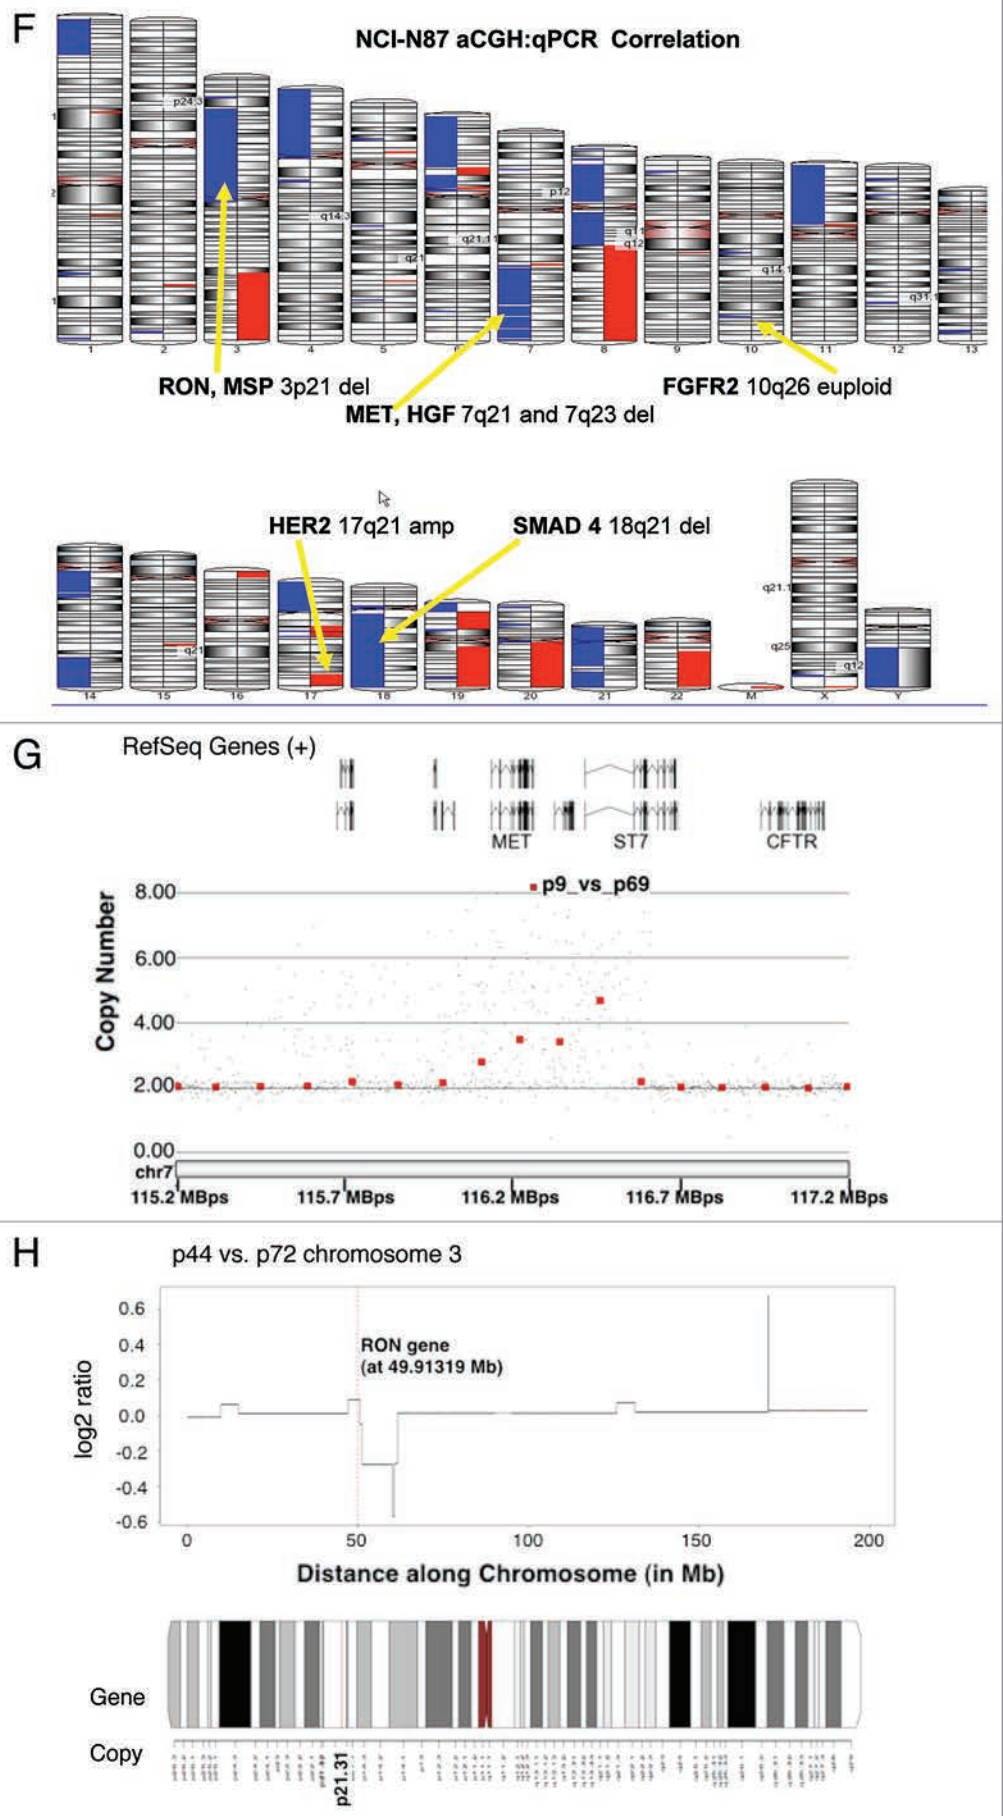 F
NCI-N87 aCGH:qPCR Correlation
p24.3
q14.3
q21
q21.11
p12
q11
q12
q14.1
q31.1
1 2 3 4 5 6 7 8 9 10 11 12 13
RON, MSP 3p21 del
FGFR2 10q26 euploid
MET, HGF 7q21 and 7q23 del
HER2 17q21 amp
SMAD 4 18q21 del
q21.1
q21
q25
q12
14 15 16 17 18 19 20 21 22 M X Y
G
RefSeq Genes (+)
MET ST7 CFTR
p9_vs_p69
Copy Number
8.00
6.00
4.00
2.00
0.00
chr7
115.2 MBps 115.7 MBps 116.2 MBps 116.7 MBps 117.2 MBps
H
p44 vs. p72 chromosome 3
log2 ratio
0.6
0.4
0.2
0.0
-0.2
-0.4
-0.6
RON gene
(at 49.91319 Mb)
0 50 100 150 200
Distance along Chromosome (in Mb)
Gene
Copy
p21.31